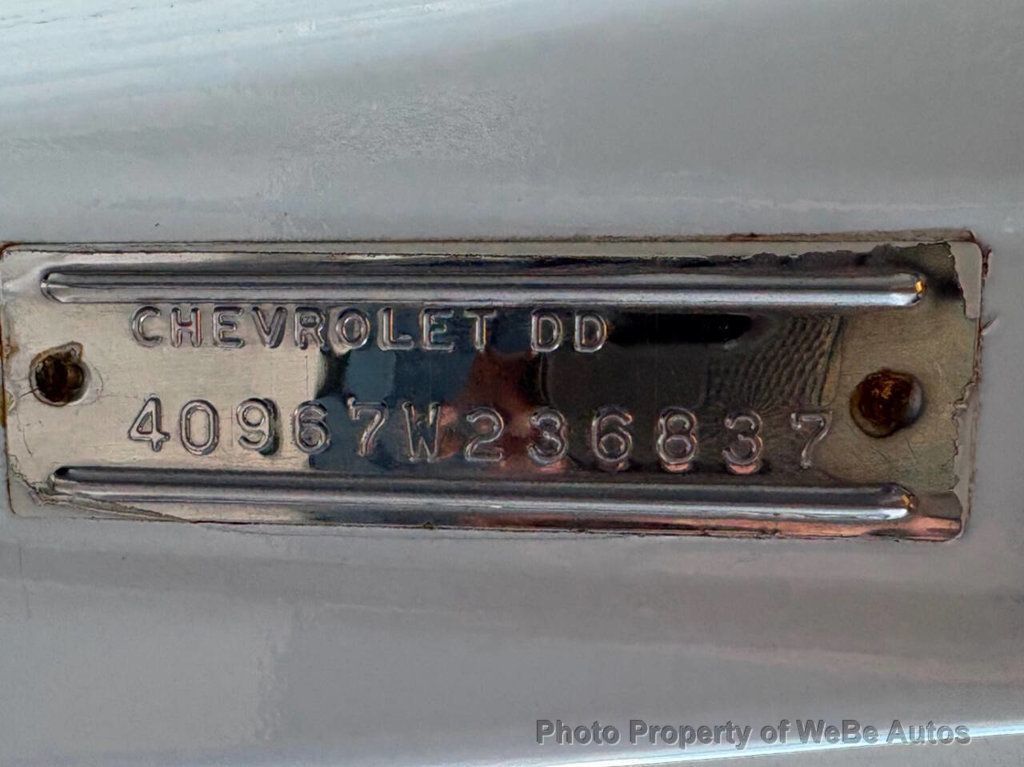 CHEVROLET DD
40967W236837
Photo Property of WeBe Autos